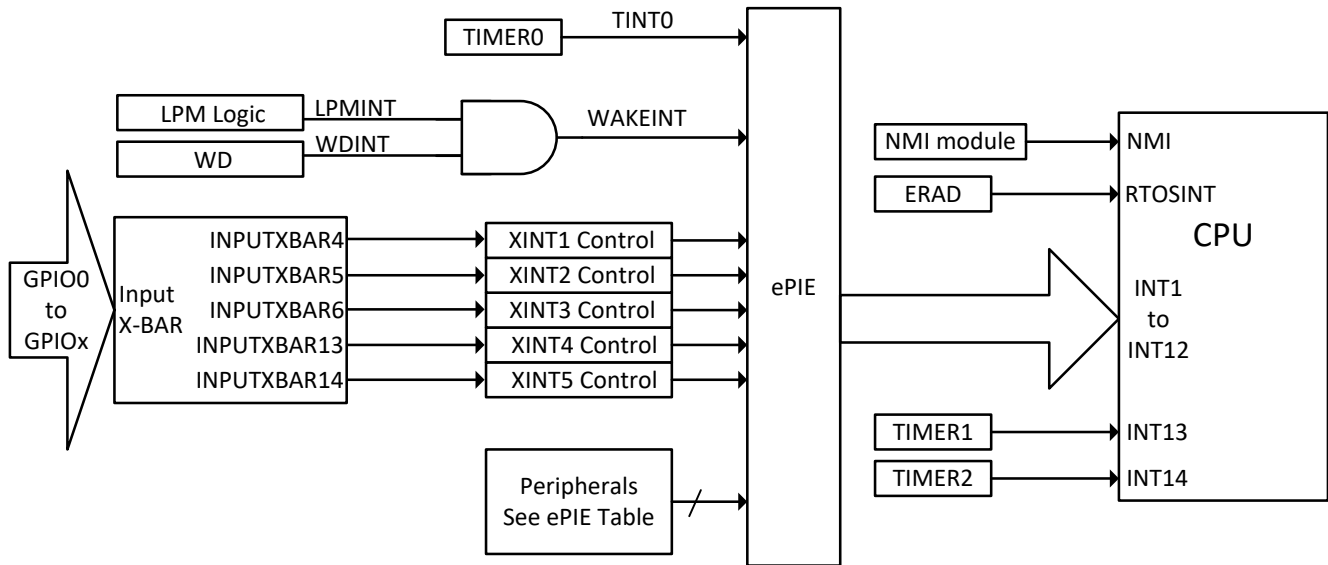 TIMER0
TINT0
LPM Logic
LPMINT
WD
WDINT
WAKEINT
GPIO0
to
GPIOx
Input
X-BAR
INPUTXBAR4
INPUTXBAR5
INPUTXBAR6
INPUTXBAR13
INPUTXBAR14
XINT1 Control
XINT2 Control
XINT3 Control
XINT4 Control
XINT5 Control
Peripherals
See ePIE Table
ePIE
NMI module
ERAD
TIMER1
TIMER2
NMI
RTOSINT
CPU
INT1
to
INT12
INT13
INT14